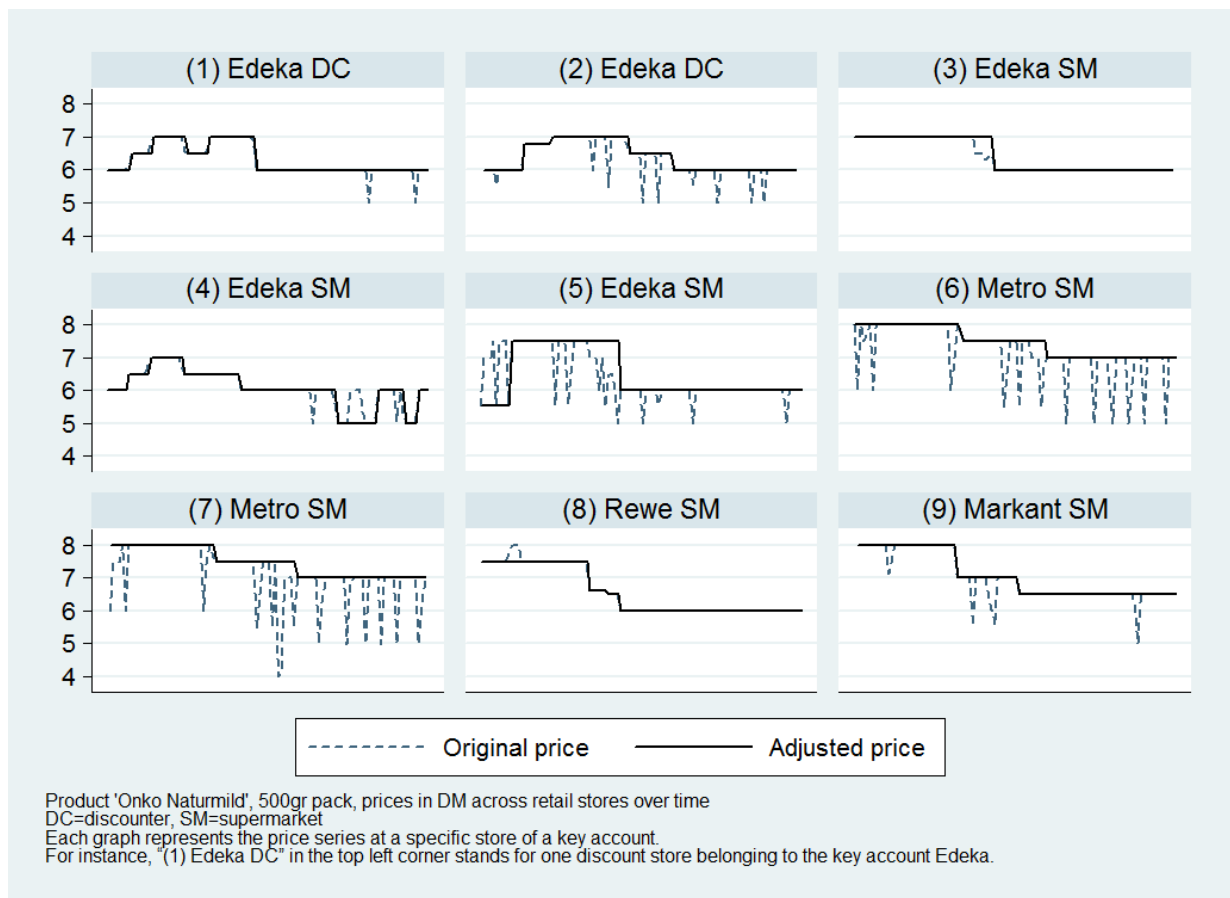 (1) Edeka DC
(2) Edeka DC
(3) Edeka SM
8
7
6
5
4
(4) Edeka SM
(5) Edeka SM
(6) Metro SM
8
7
6
5
4
(7) Metro SM
(8) Rewe SM
(9) Markant SM
8
7
6
5
4
Original price
Adjusted price
Product 'Onko Naturmild', 500gr pack, prices in DM across retail stores over time
DC=discounter, SM=supermarket
Each graph represents the price series at a specific store of a key account.
For instance, “(1) Edeka DC” in the top left corner stands for one discount store belonging to the key account Edeka.